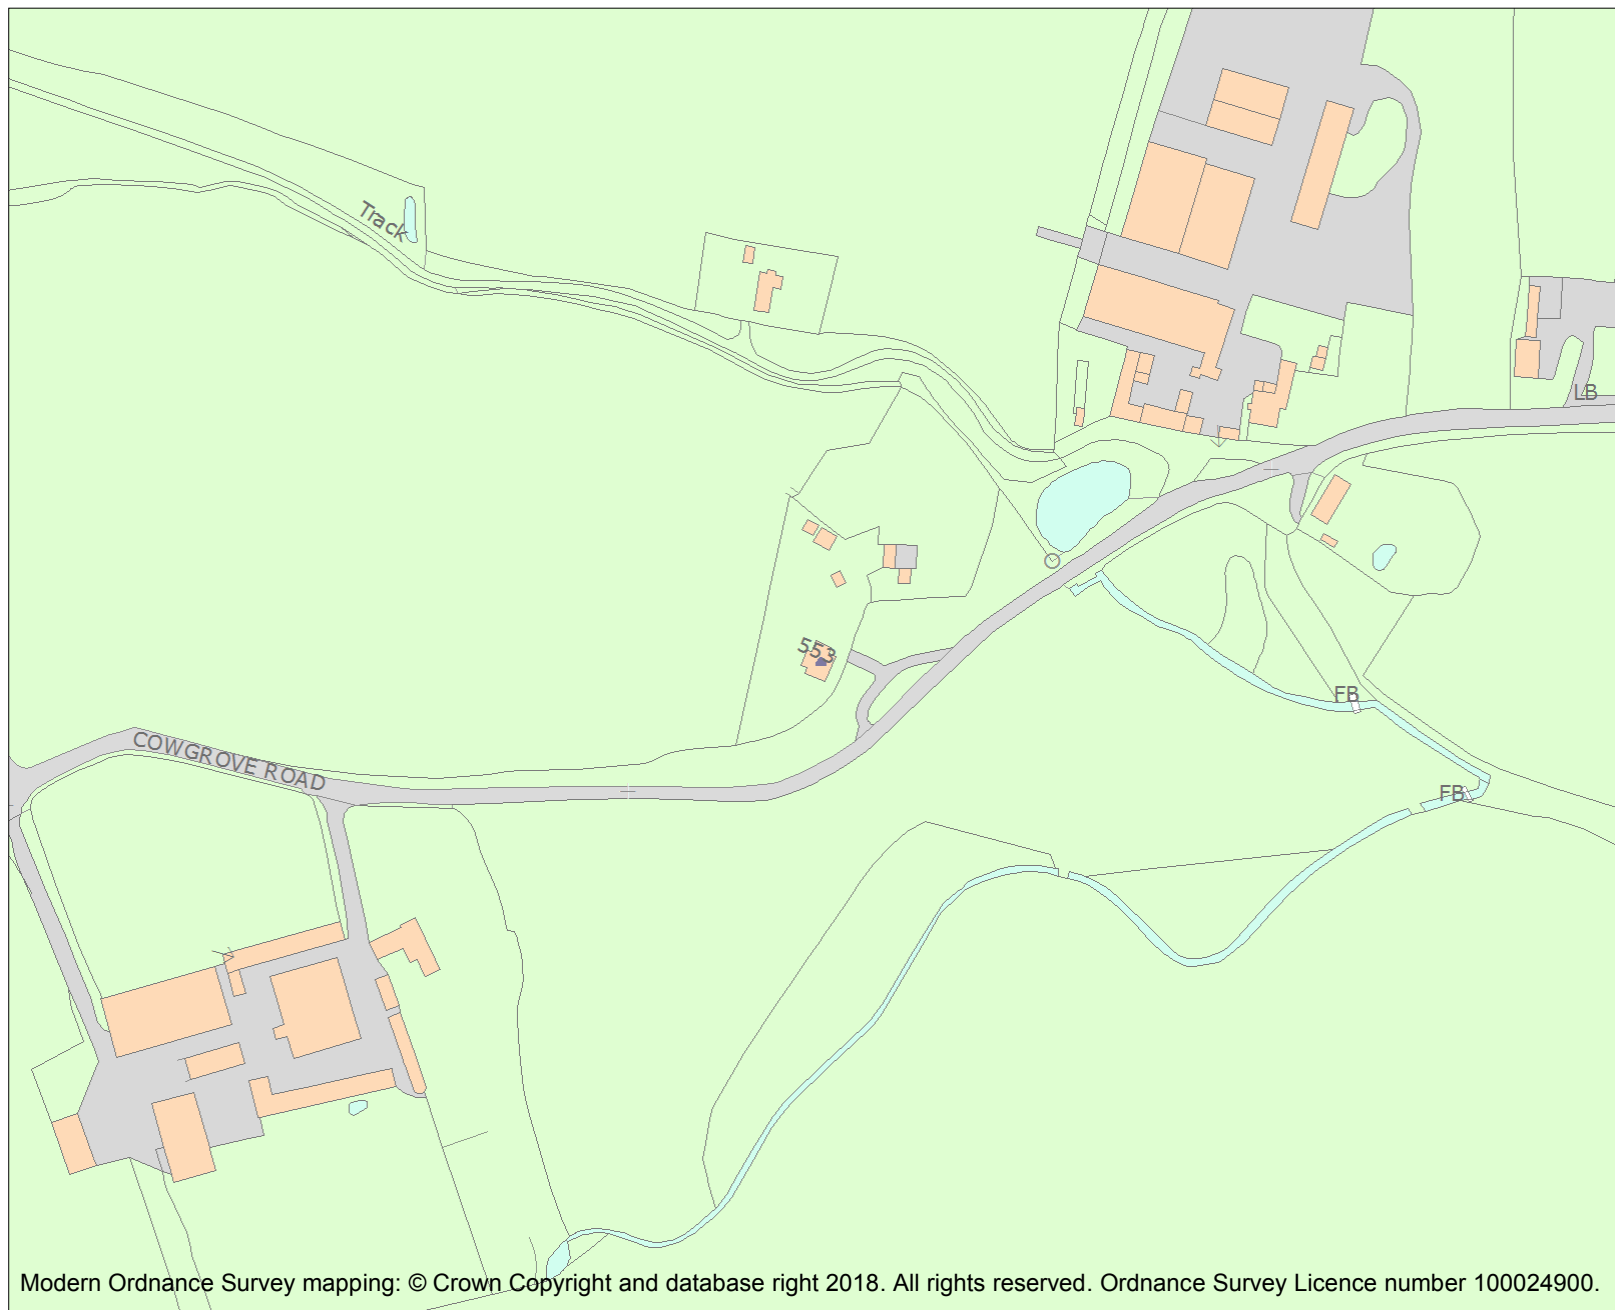 Track
LB
553
FB
COWGROVE ROAD
FB
Modern Ordnance Survey mapping: © Crown Copyright and database right 2018. All rights reserved. Ordnance Survey Licence number 100024900.